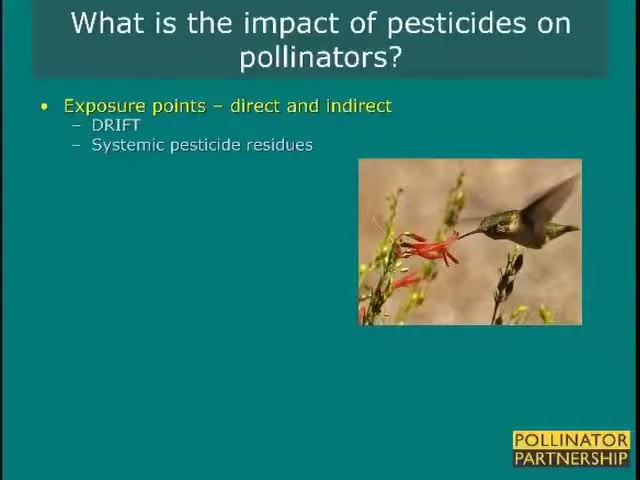 What is the impact of pesticides on
pollinators?
• Exposure points – direct and indirect
– DRIFT
– Systemic pesticide residues
POLLINATOR
PARTNERSHIP